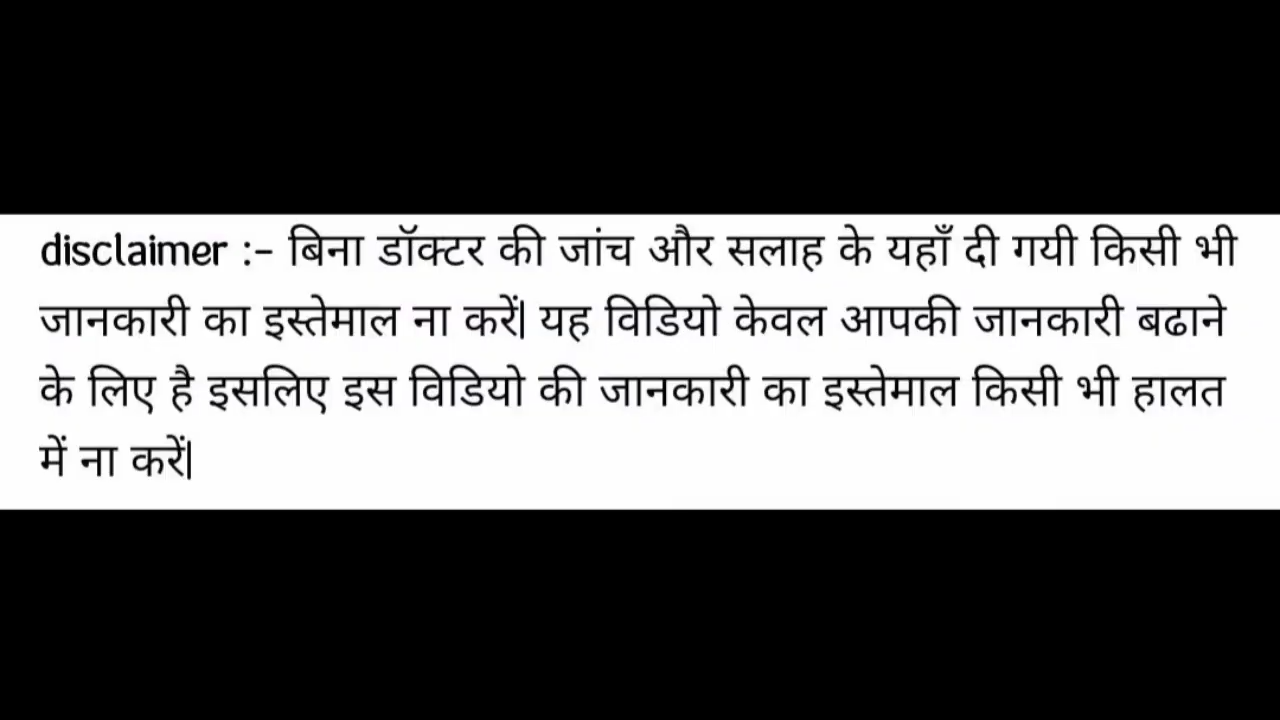 disclaimer :- बिना डॉक्टर की जांच और सलाह के यहाँ दी गयी किसी भी
जानकारी का इस्तेमाल ना करें| यह विडियो केवल आपकी जानकारी बढाने
के लिए है इसलिए इस विडियो की जानकारी का इस्तेमाल किसी भी हालत
में ना करें|